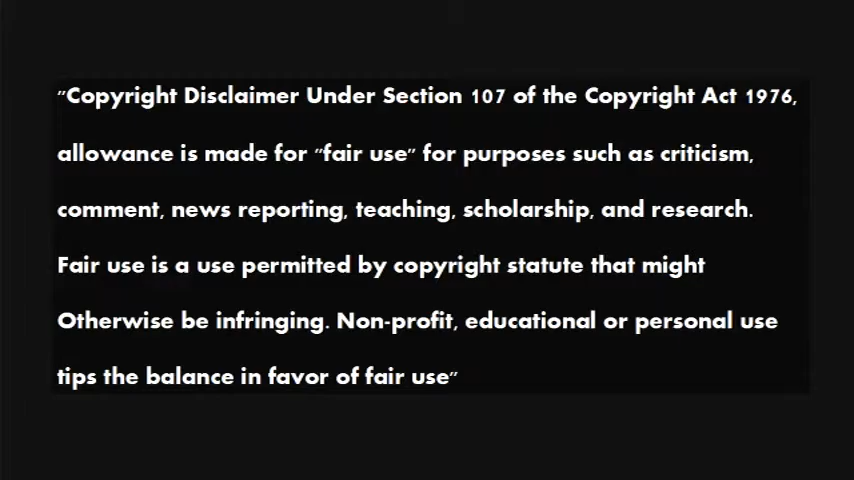 "Copyright Disclaimer Under Section 107 of the Copyright Act 1976,
allowance is made for "fair use" for purposes such as criticism,
comment, news reporting, teaching, scholarship, and research.
Fair use is a use permitted by copyright statute that might
Otherwise be infringing. Non-profit, educational or personal use
tips the balance in favor of fair use"